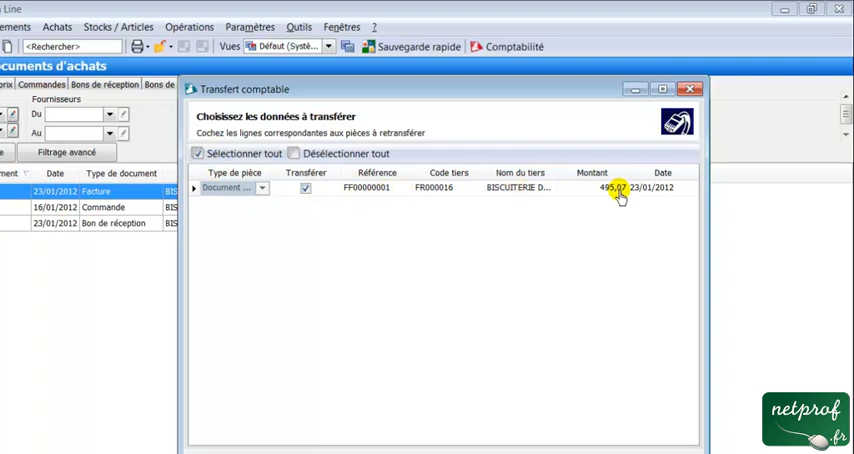 Line
ements Achats Stocks / Articles Opérations Paramètres Outils Fenêtres ?
<Rechercher> Vues Défaut (Systè... Sauvegarde rapide Comptabilité
ocuments d'achats
Commandes Bons de réception Bons de
Fournisseurs
Du
Au
Filtrage avancé
ment Date Type de document
23/01/2012 Facture BIS
16/01/2012 Commande BIS
23/01/2012 Bon de réception BIS
Transfert comptable
Choisissez les données à transférer
Cochez les lignes correspondantes aux pièces à retransférer
Sélectionner tout Désélectionner tout
Type de pièce Transférer Référence Code tiers Nom du tiers Montant Date
Document ... FF00000001 FR000016 BISCUITERIE D... 495,07 23/01/2012
netprof
.fr